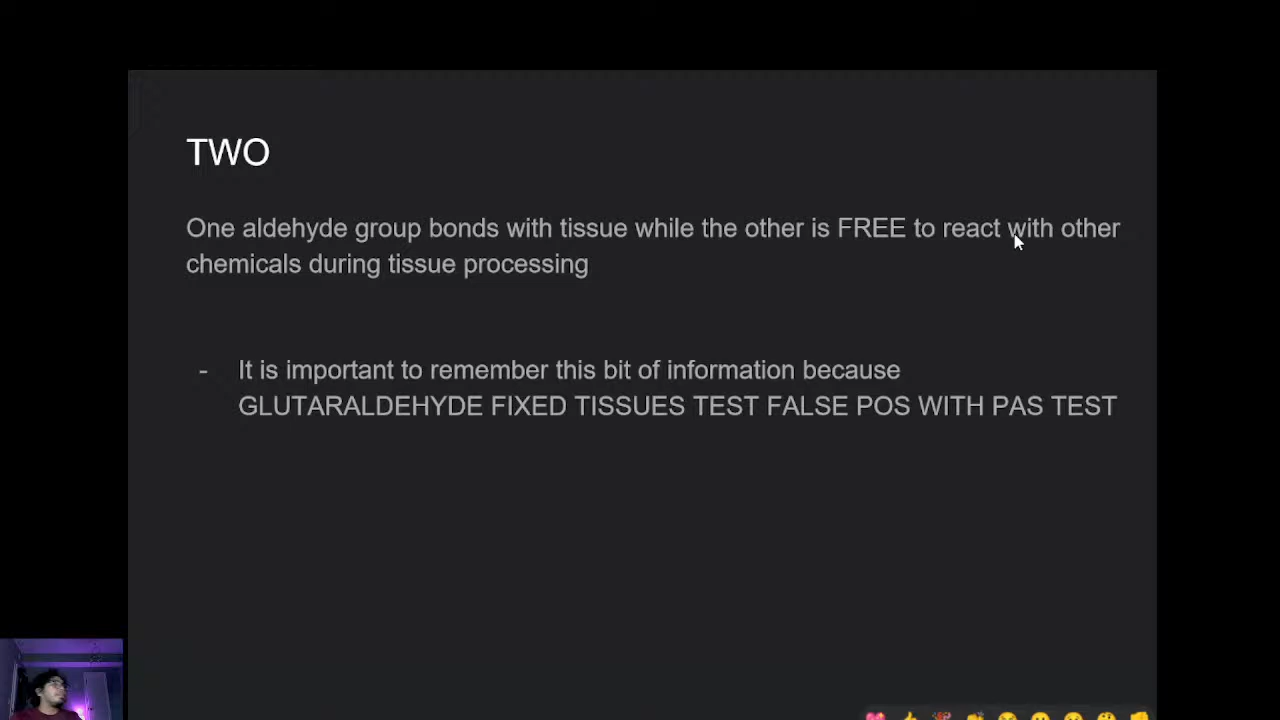 TWO
One aldehyde group bonds with tissue while the other is FREE to react with other
chemicals during tissue processing
- It is important to remember this bit of information because
GLUTARALDEHYDE FIXED TISSUES TEST FALSE POS WITH PAS TEST